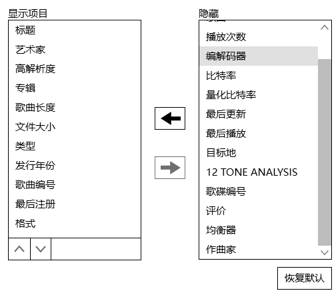 显示项目
标题
艺术家
高解析度
专辑
歌曲长度
文件大小
类型
发行年份
歌曲编号
最后注册
格式
隐藏
播放次数
编解码器
比特率
量化比特率
最后更新
最后播放
目标地
12 TONE ANALYSIS
歌碟编号
评价
均衡器
作曲家
恢复默认